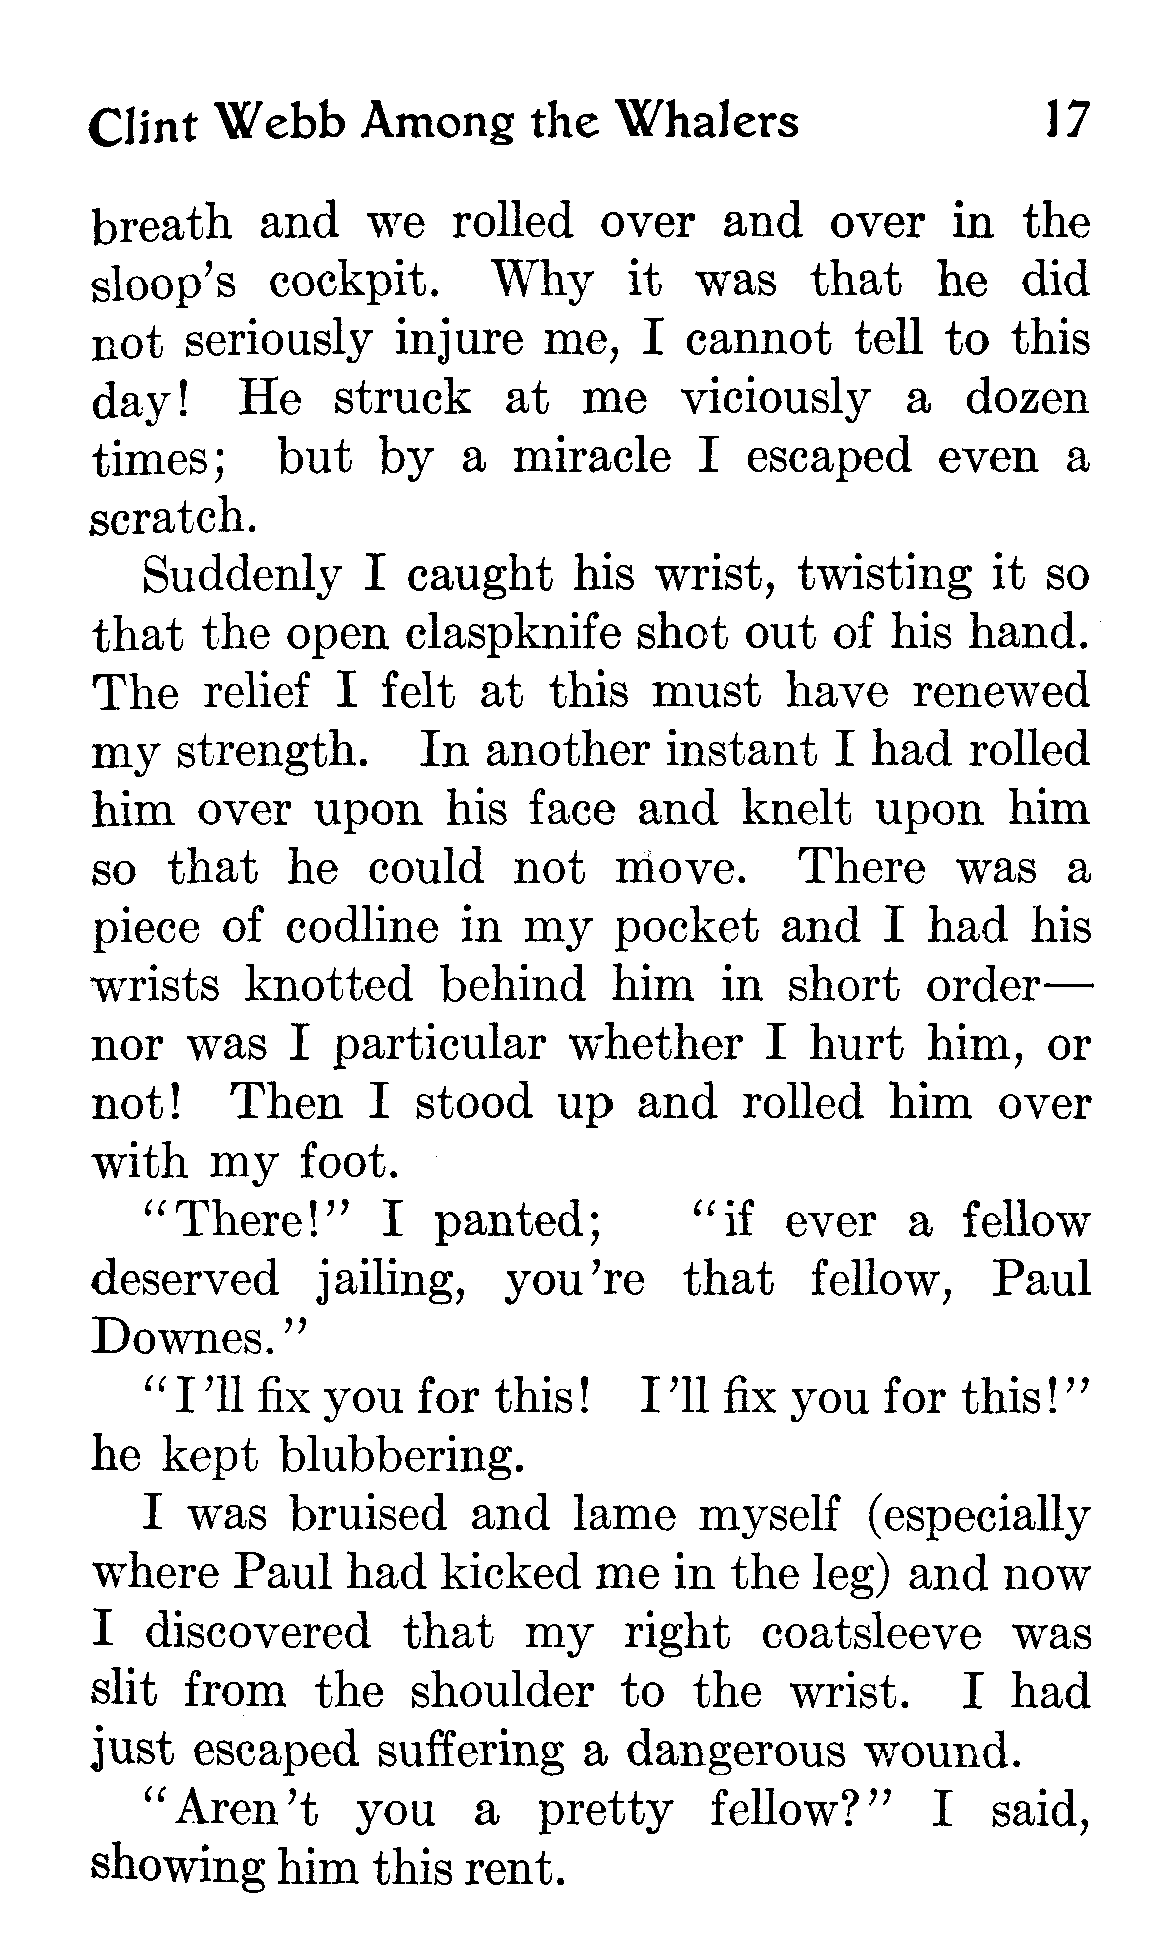 Clint Webb Among the Whalers 17
breath and we rolled over and over in the
sloop's cockpit. Why it was that he did
not seriously injure me, I cannot tell to this
day! He struck at me viciously a dozen
times; but by a miracle I escaped even a
scratch.
Suddenly I caught his wrist, twisting it so
that the open claspknife shot out of his hand.
The relief I felt at this must have renewed
my strength. In another instant I had rolled
him over upon his face and knelt upon him
so that he could not move. There was a
piece of codline in my pocket and I had his
wrists knotted behind him in short order—
nor was I particular whether I hurt him, or
not! Then I stood up and rolled him over
with my foot.
“There!” I panted; “if ever a fellow
deserved jailing, you're that fellow, Paul
Downes.”
“I'll fix you for this! I'll fix you for this!”
he kept blubbering.
I was bruised and lame myself (especially
where Paul had kicked me in the leg) and now
I discovered that my right coatsleeve was
slit from the shoulder to the wrist. I had
just escaped suffering a dangerous wound.
“Aren't you a pretty fellow?” I said,
showing him this rent.